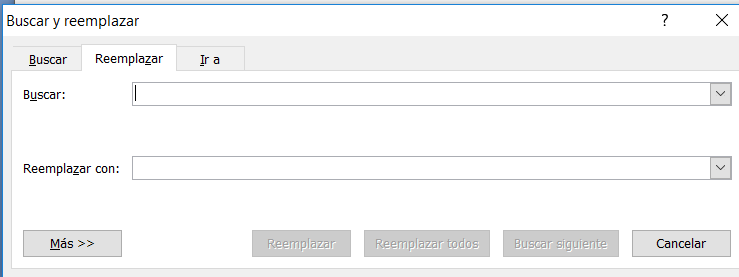 Buscar y reemplazar ?
Buscar Reemplazar Ir a
Buscar:
Reemplazar con:
Más >> Reemplazar Reemplazar todos Buscar siguiente Cancelar